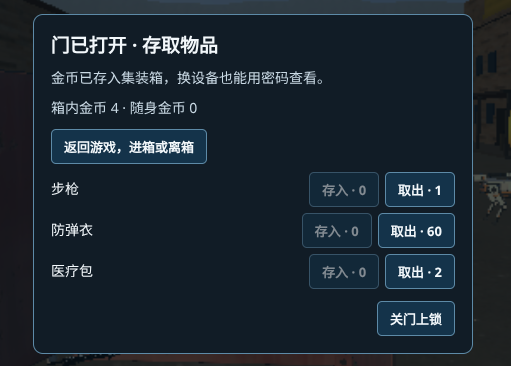 门已打开 · 存取物品
金币已存入集装箱，换设备也能用密码查看。
箱内金币 4 · 随身金币 0
返回游戏，进箱或离箱
步枪 存入 · 0 取出 · 1
防弹衣 存入 · 0 取出 · 60
医疗包 存入 · 0 取出 · 2
关门上锁